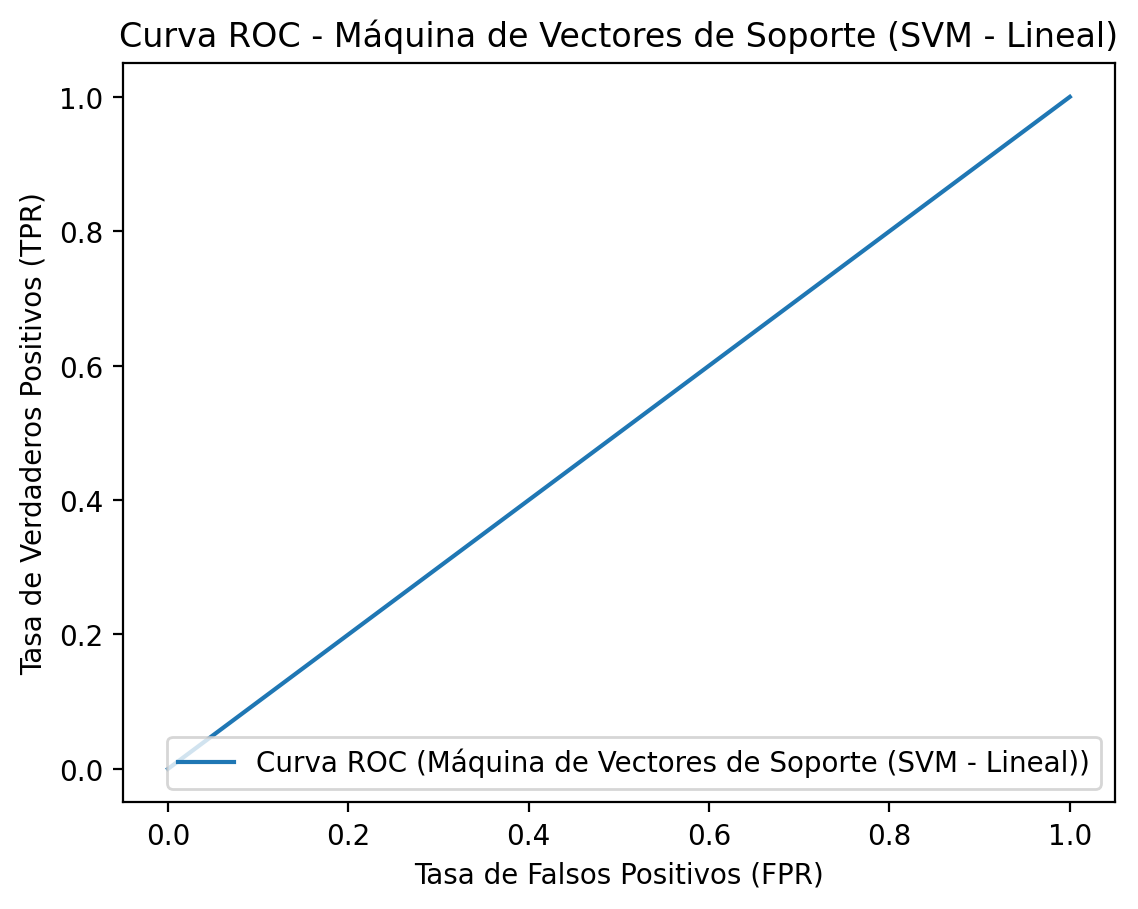 Curva ROC - Máquina de Vectores de Soporte (SVM - Lineal)
Tasa de Verdaderos Positivos (TPR)
1.0
0.8
0.6
0.4
0.2
0.0
Curva ROC (Máquina de Vectores de Soporte (SVM - Lineal))
0.0 0.2 0.4 0.6 0.8 1.0
Tasa de Falsos Positivos (FPR)